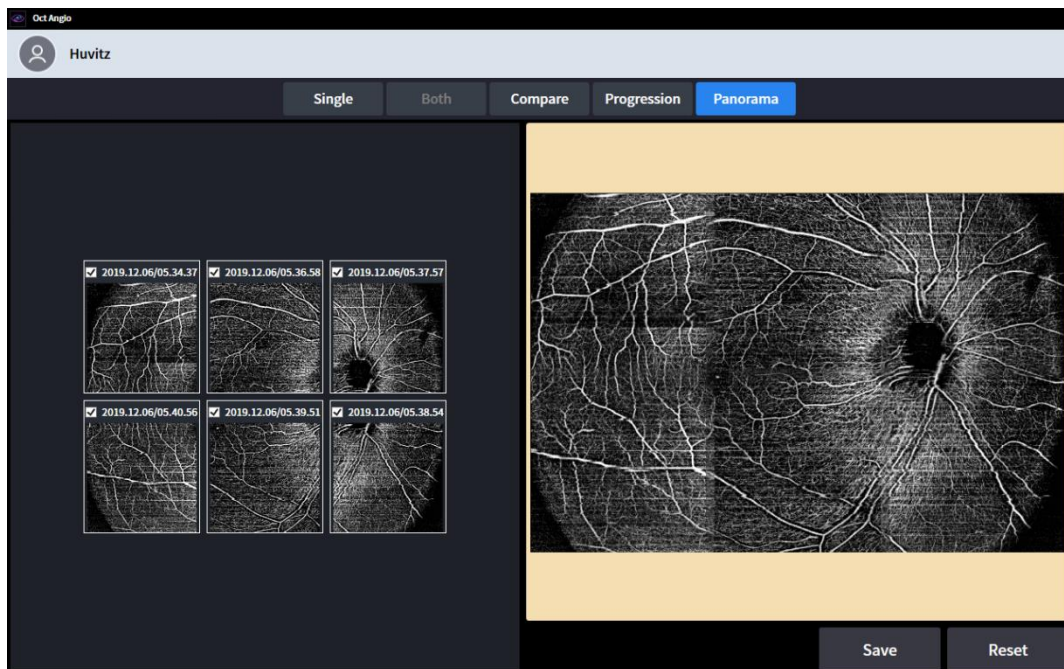 Oct Angio
Huvitz
Single Both Compare Progression Panorama
2019.12.06/05.34.37 2019.12.06/05.36.58 2019.12.06/05.37.57
2019.12.06/05.40.56 2019.12.06/05.39.51 2019.12.06/05.38.54
Save Reset